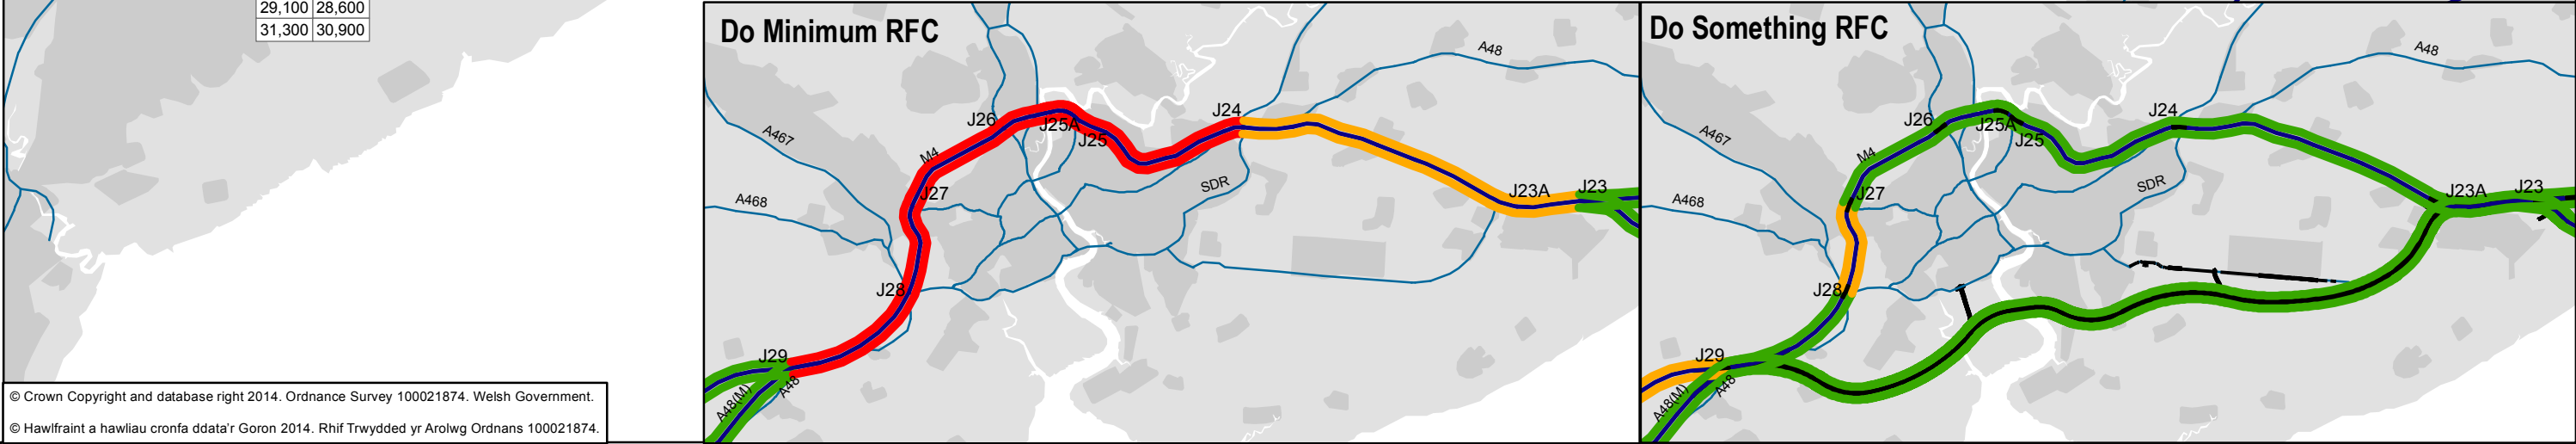 29,100 28,600
31,300 30,900
© Crown Copyright and database right 2014. Ordnance Survey 100021874. Welsh Government.
© Hawlfraint a hawliau cronfa ddata'r Goron 2014. Rhif Trwydded yr Arolwg Ordnans 100021874.
Do Minimum RFC
A48
J24
J26
J25A
J25
A467
M4
J27
SDR
J23A
J23
A468
J28
J29
A48(M)
A48
Do Something RFC
A48
J24
J26
J25A
J25
A467
M4
J27
SDR
J23A
J23
A468
J28
J29
A48(M)
A48